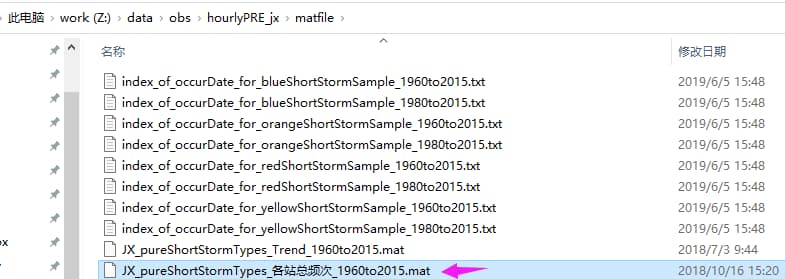 此电脑 > work (Z:) > data > obs > hourlyPRE_jx > matfile >
名称 修改日期
index_of_occurDate_for_blueShortStormSample_1960to2015.txt 2019/6/5 15:48
index_of_occurDate_for_blueShortStormSample_1980to2015.txt 2019/6/5 15:48
index_of_occurDate_for_orangeShortStormSample_1960to2015.txt 2019/6/5 15:48
index_of_occurDate_for_orangeShortStormSample_1980to2015.txt 2019/6/5 15:48
index_of_occurDate_for_redShortStormSample_1960to2015.txt 2019/6/5 15:48
index_of_occurDate_for_redShortStormSample_1980to2015.txt 2019/6/5 15:48
index_of_occurDate_for_yellowShortStormSample_1960to2015.txt 2019/6/5 15:48
index_of_occurDate_for_yellowShortStormSample_1980to2015.txt 2019/6/5 15:48
JX_pureShortStormTypes_Trend_1960to2015.mat 2018/7/3 9:44
JX_pureShortStormTypes_各站总频次_1960to2015.mat 2018/10/16 15:20